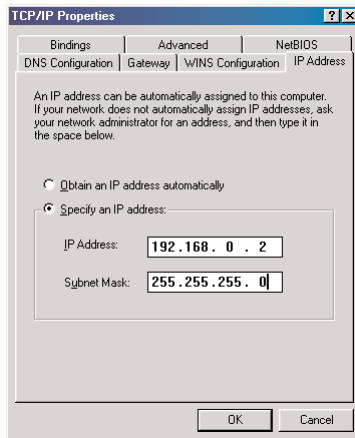 TCP/IP Properties
Bindings Advanced NetBIOS
DNS Configuration Gateway WINS Configuration IP Address
An IP address can be automatically assigned to this computer.
If your network does not automatically assign IP addresses, ask
your network administrator for an address, and then type it in
the space below.
Obtain an IP address automatically
Specify an IP address:
IP Address: 192.168. 0 . 2
Subnet Mask: 255.255.255. 0
OK Cancel